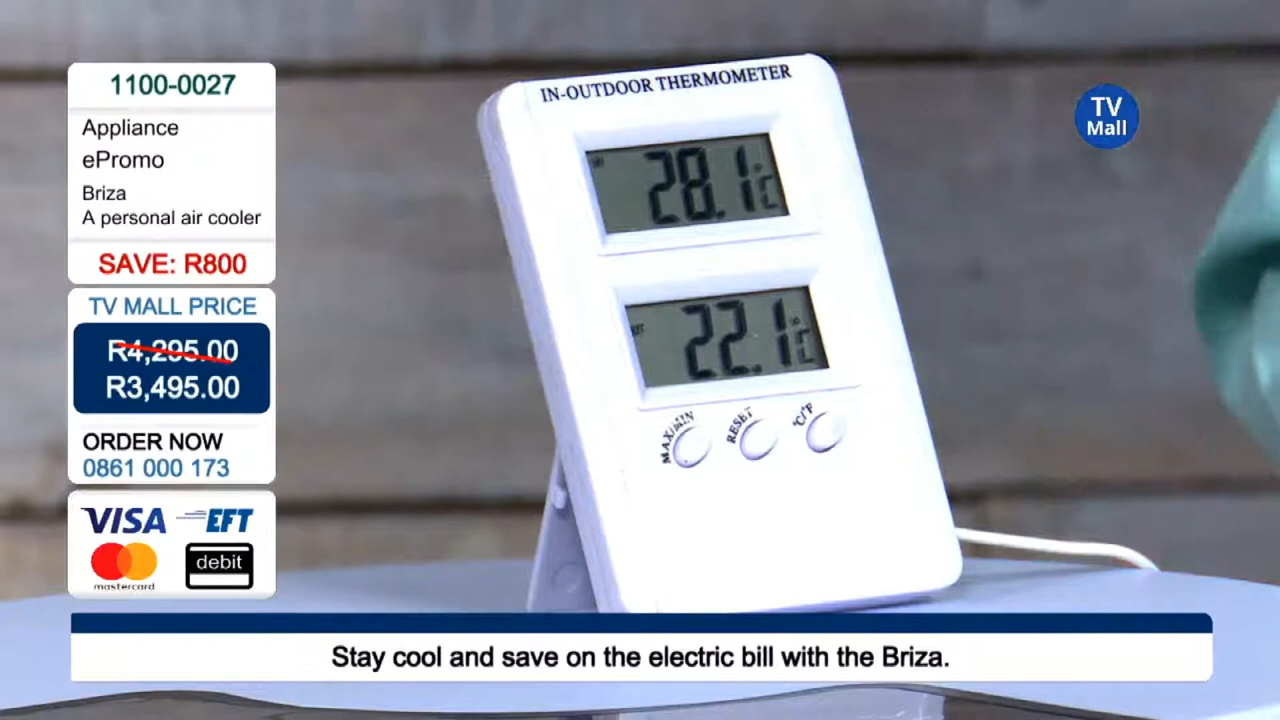 1100-0027
Appliance
ePromo
Briza
A personal air cooler
SAVE: R800
TV MALL PRICE
R4,295.00
R3,495.00
ORDER NOW
0861 000 173
VISA EFT
mastercard debit
IN-OUTDOOR THERMOMETER
28.1°C
22.1°C
MAX/MIN RESET °C/°F
TV
Mall
Stay cool and save on the electric bill with the Briza.